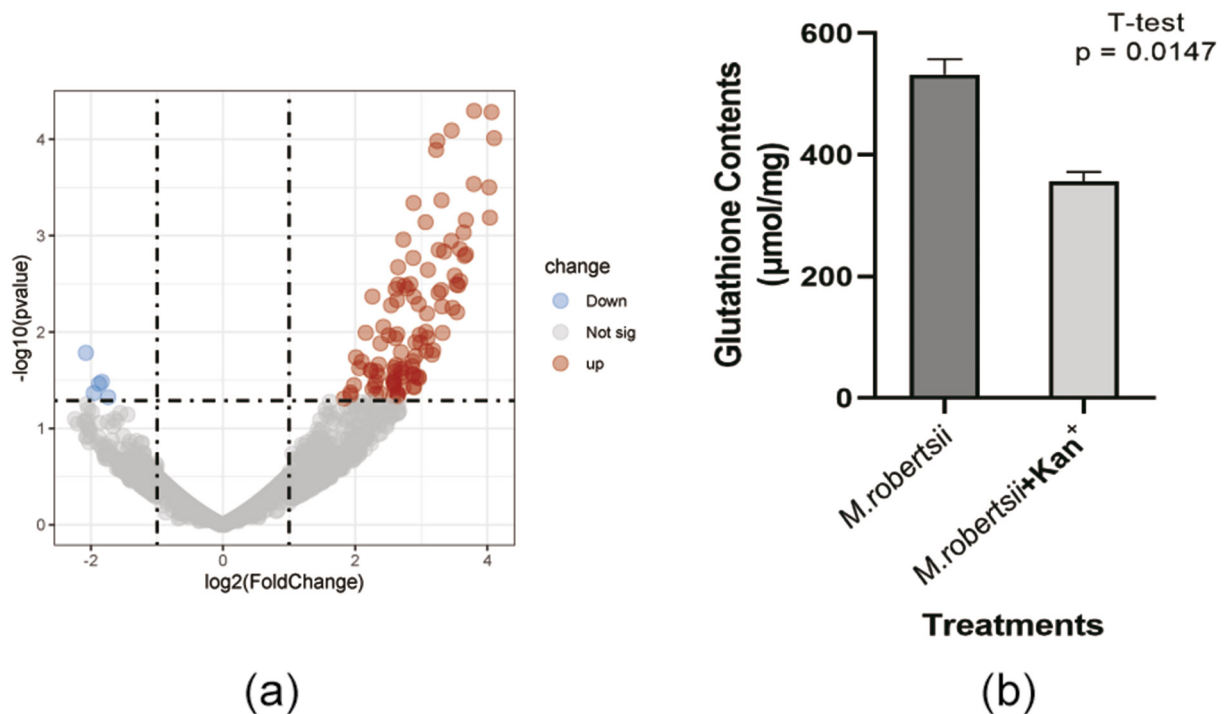 4
3
2
1
0
-log10(pvalue)
-2
0
2
4
log2(FoldChange)
change
Down
Not sig
up
(a)
T-test
p = 0.0147
600
400
200
0
Glutathione Contents
(µmol/mg)
M.robertsii
M.robertsii+Kan⁺
Treatments
(b)